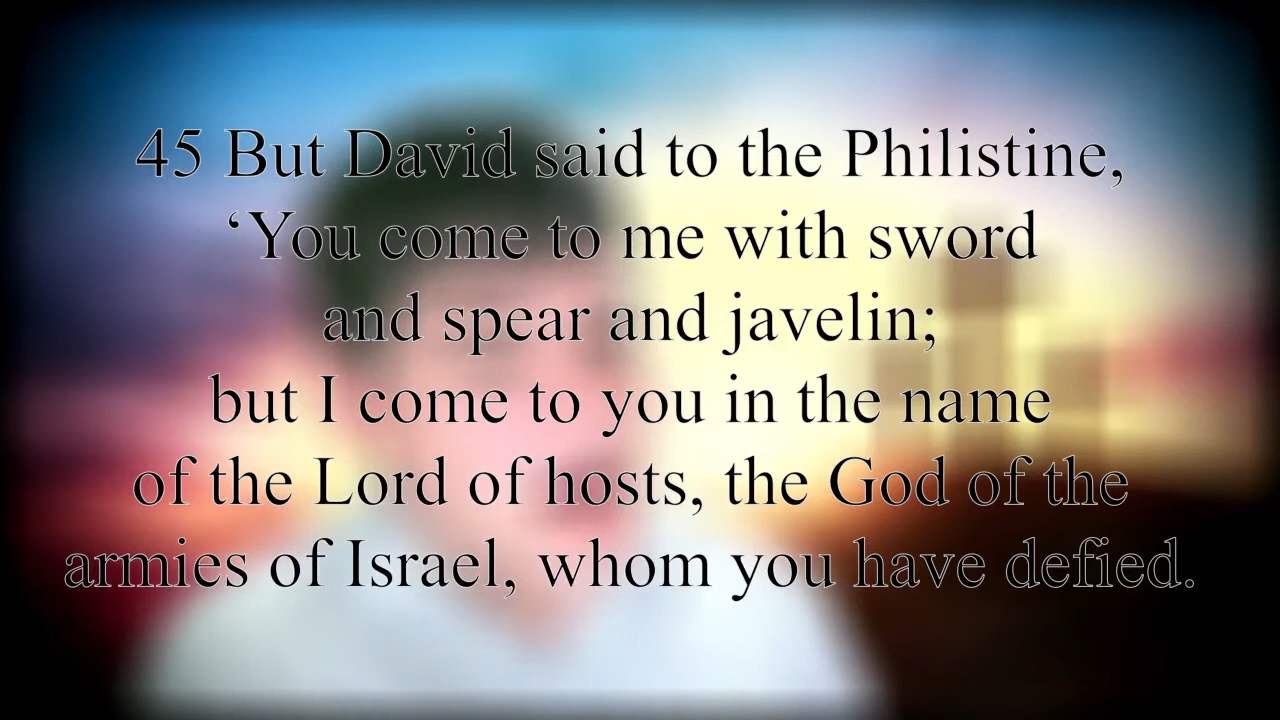 45 But David said to the Philistine,
‘You come to me with sword
and spear and javelin;
but I come to you in the name
of the Lord of hosts, the God of the
armies of Israel, whom you have defied.